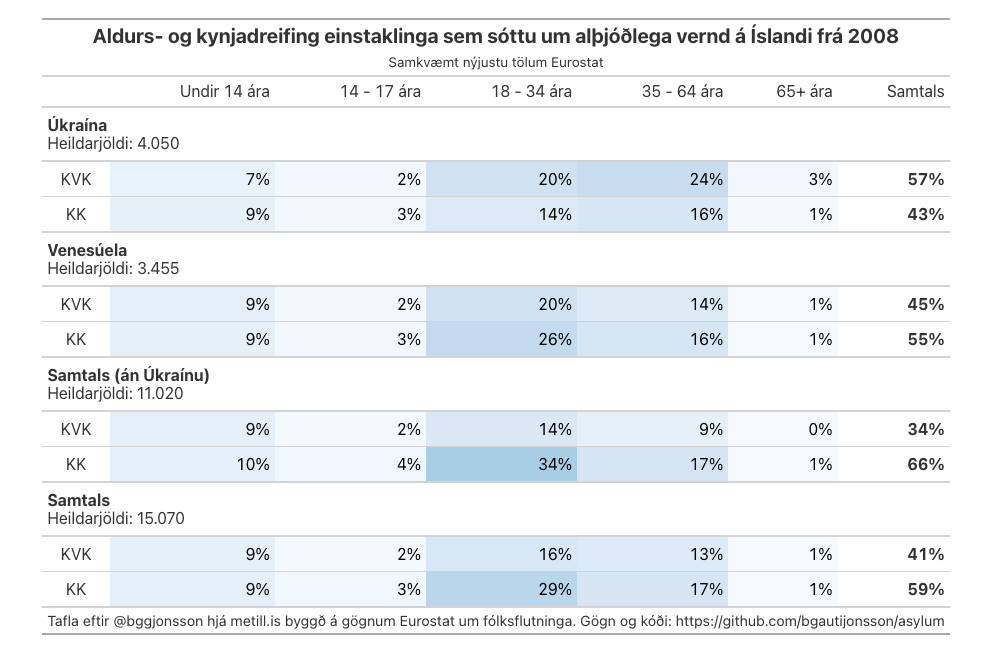 Aldurs- og kynjadreifing einstaklinga sem sóttu um alþjóðlega vernd á Íslandi frá 2008
Samkvæmt nýjustu tölum Eurostat
Undir 14 ára 14 - 17 ára 18 - 34 ára 35 - 64 ára 65+ ára Samtals
Úkraína
Heildarjöldi: 4.050
KVK 7% 2% 20% 24% 3% 57%
KK 9% 3% 14% 16% 1% 43%
Venesúela
Heildarjöldi: 3.455
KVK 9% 2% 20% 14% 1% 45%
KK 9% 3% 26% 16% 1% 55%
Samtals (án Úkraínu)
Heildarjöldi: 11.020
KVK 9% 2% 14% 9% 0% 34%
KK 10% 4% 34% 17% 1% 66%
Samtals
Heildarjöldi: 15.070
KVK 9% 2% 16% 13% 1% 41%
KK 9% 3% 29% 17% 1% 59%
Tafla eftir @bggjonsson hjá metill.is byggð á gögnum Eurostat um fólksflutninga. Gögn og kóði: https://github.com/bgautijonsson/asylum